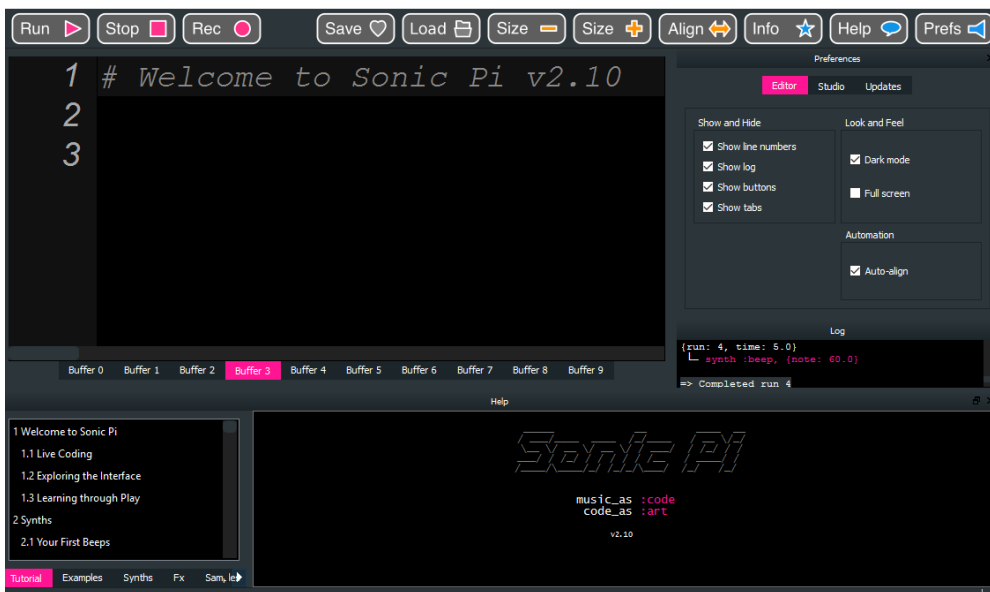 Run Stop Rec Save Load Size Size Align Info Help Prefs
1 # Welcome to Sonic Pi v2.10
2
3
Preferences
Editor Studio Updates
Show and Hide
Show line numbers
Show log
Show buttons
Show tabs
Look and Feel
Dark mode
Full screen
Automation
Auto-align
Buffer 0 Buffer 1 Buffer 2 Buffer 3 Buffer 4 Buffer 5 Buffer 6 Buffer 7 Buffer 8 Buffer 9
Log
{run: 4, time: 5.0}
synth :beep, {note: 60.0}
=> Completed run 4
Help
1 Welcome to Sonic Pi
1.1 Live Coding
1.2 Exploring the Interface
1.3 Learning through Play
2 Synths
2.1 Your First Beeps
Tutorial Examples Synths Fx
Sonic Pi
music_as :code
code_as :art
v2.10